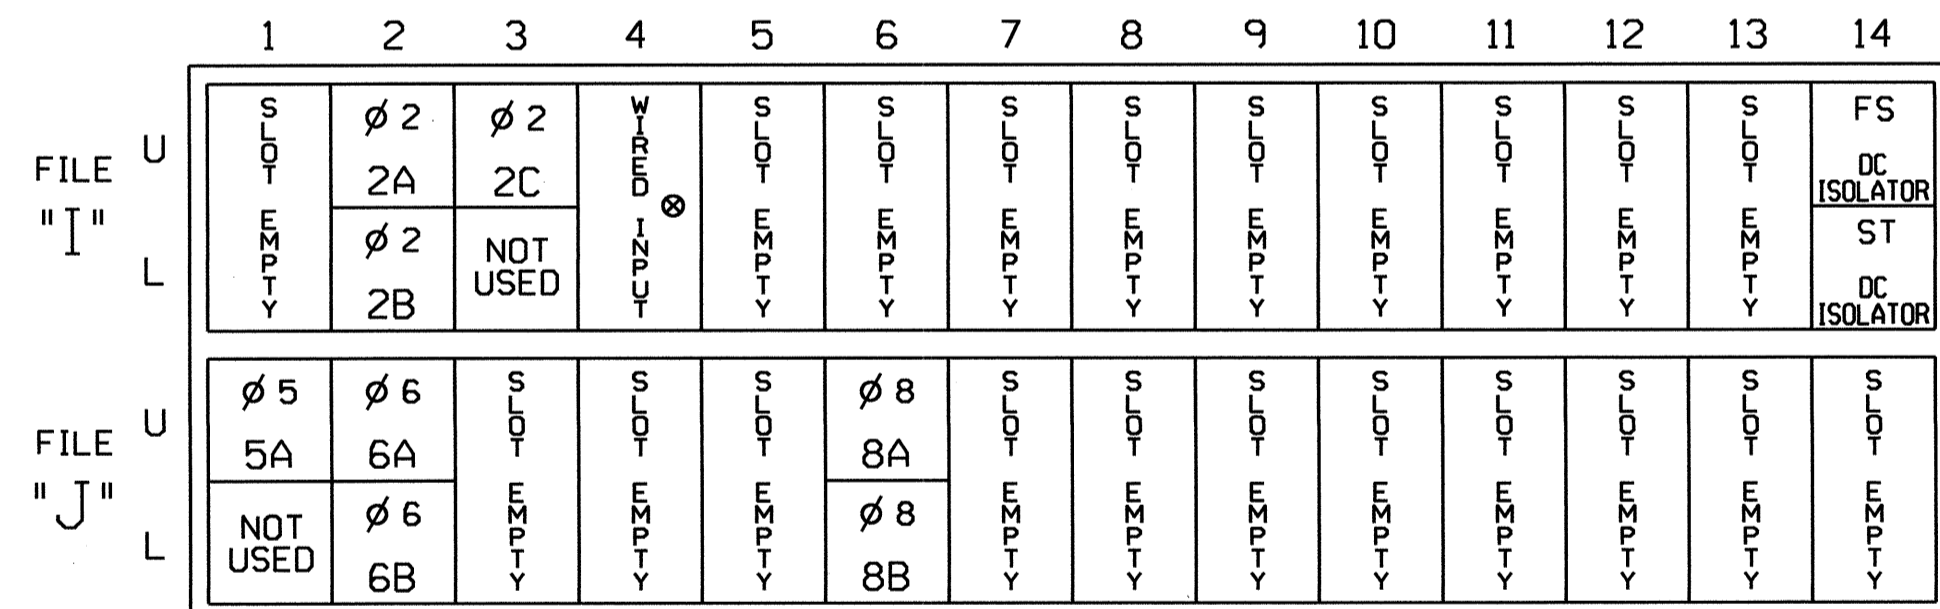 1 2 3 4 5 6 7 8 9 10 11 12 13 14
FILE "I"
U
L
SLOT EMPTY
Ø 2
2A
Ø 2
2B
Ø 2
2C
NOT USED
WIRED INPUT ⊗
SLOT EMPTY
SLOT EMPTY
SLOT EMPTY
SLOT EMPTY
SLOT EMPTY
SLOT EMPTY
SLOT EMPTY
SLOT EMPTY
SLOT EMPTY
FS
DC
ISOLATOR
ST
DC
ISOLATOR
FILE "J"
U
L
Ø 5
5A
NOT USED
Ø 6
6A
Ø 6
6B
SLOT EMPTY
SLOT EMPTY
SLOT EMPTY
Ø 8
8A
Ø 8
8B
SLOT EMPTY
SLOT EMPTY
SLOT EMPTY
SLOT EMPTY
SLOT EMPTY
SLOT EMPTY
SLOT EMPTY
SLOT EMPTY